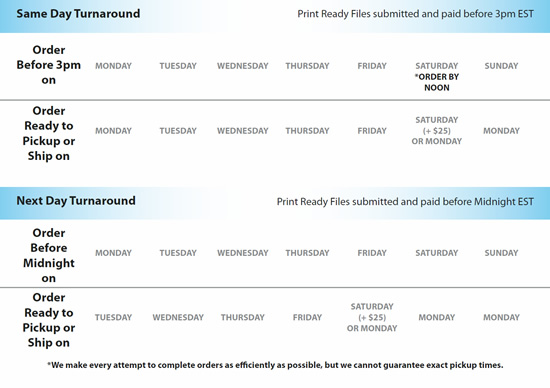 Same Day Turnaround Print Ready Files submitted and paid before 3pm EST
Order
Before 3pm
on
MONDAY TUESDAY WEDNESDAY THURSDAY FRIDAY SATURDAY SUNDAY
*ORDER BY
NOON
Order
Ready to
Pickup or
Ship on
MONDAY TUESDAY WEDNESDAY THURSDAY FRIDAY SATURDAY
(+ $25)
OR MONDAY
MONDAY
Next Day Turnaround Print Ready Files submitted and paid before Midnight EST
Order
Before
Midnight
on
MONDAY TUESDAY WEDNESDAY THURSDAY FRIDAY SATURDAY SUNDAY
Order
Ready to
Pickup or
Ship on
TUESDAY WEDNESDAY THURSDAY FRIDAY SATURDAY
(+ $25)
OR MONDAY
MONDAY MONDAY
*We make every attempt to complete orders as efficiently as possible, but we cannot guarantee exact pickup times.